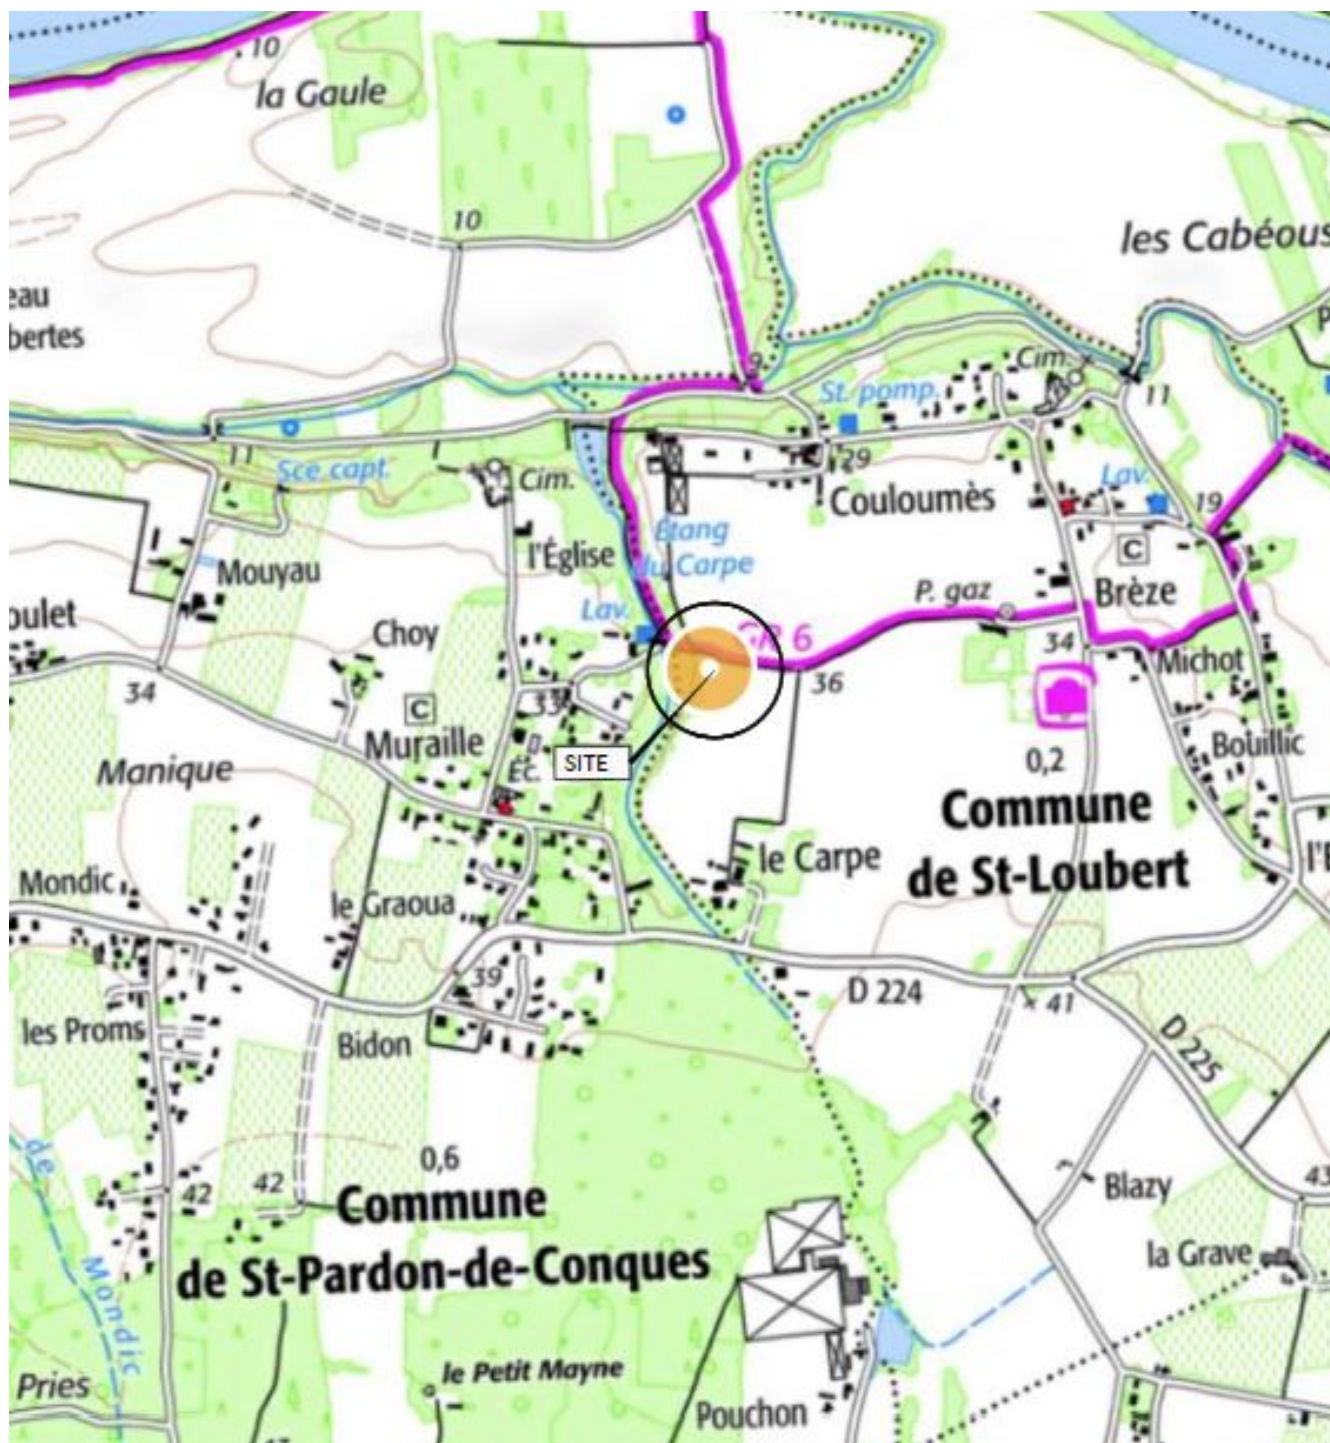 10
la Gaule
10
les Cabéous
eau
bertes
9
Cim.
St. pomp.
11
11
Sce capt.
Cim.
29
Couloumès
Lav.
19
Étang
du Carpe
l'Église
C
Mouyau
P. gaz
Brèze
oulet
Lav.
Choy
GR 6
34
Michot
34
36
33
C
Muraille
Bouillic
SITE
0,2
Manique
Éc.
Commune
de St-Loubert
le Carpe
l'E
Mondic
le Graoua
39
D 224
41
les Proms
Bidon
D 225
de
Mondic
0,6
42
42
Blazy
43
Commune
de St-Pardon-de-Conques
la Grave
le Petit Mayne
Pries
Pouchon